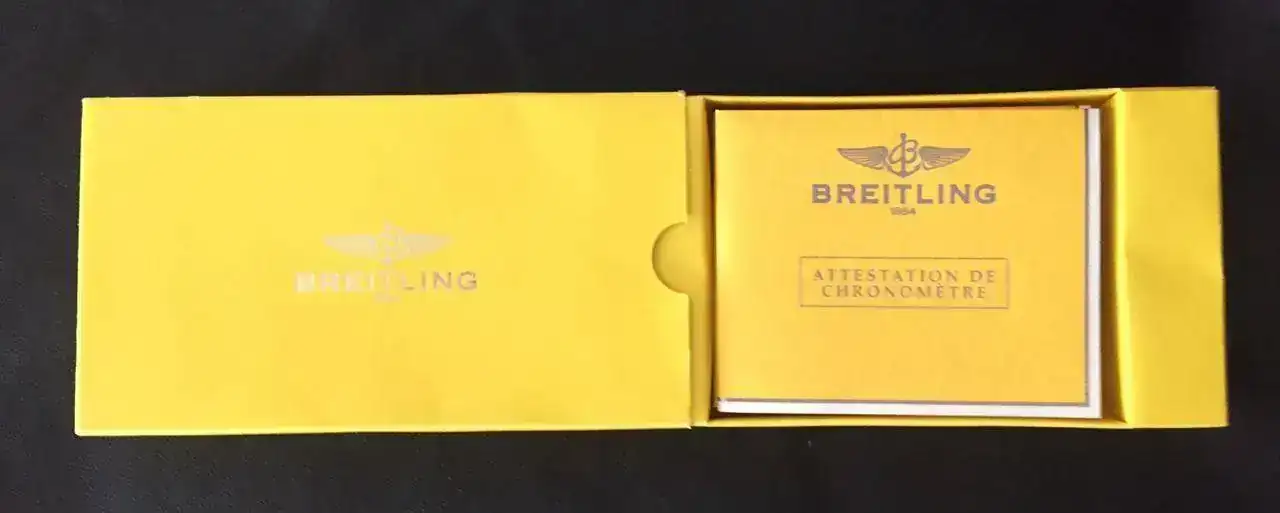 BREITLING
BREITLING
1884
ATTESTATION DE
CHRONOMÈTRE